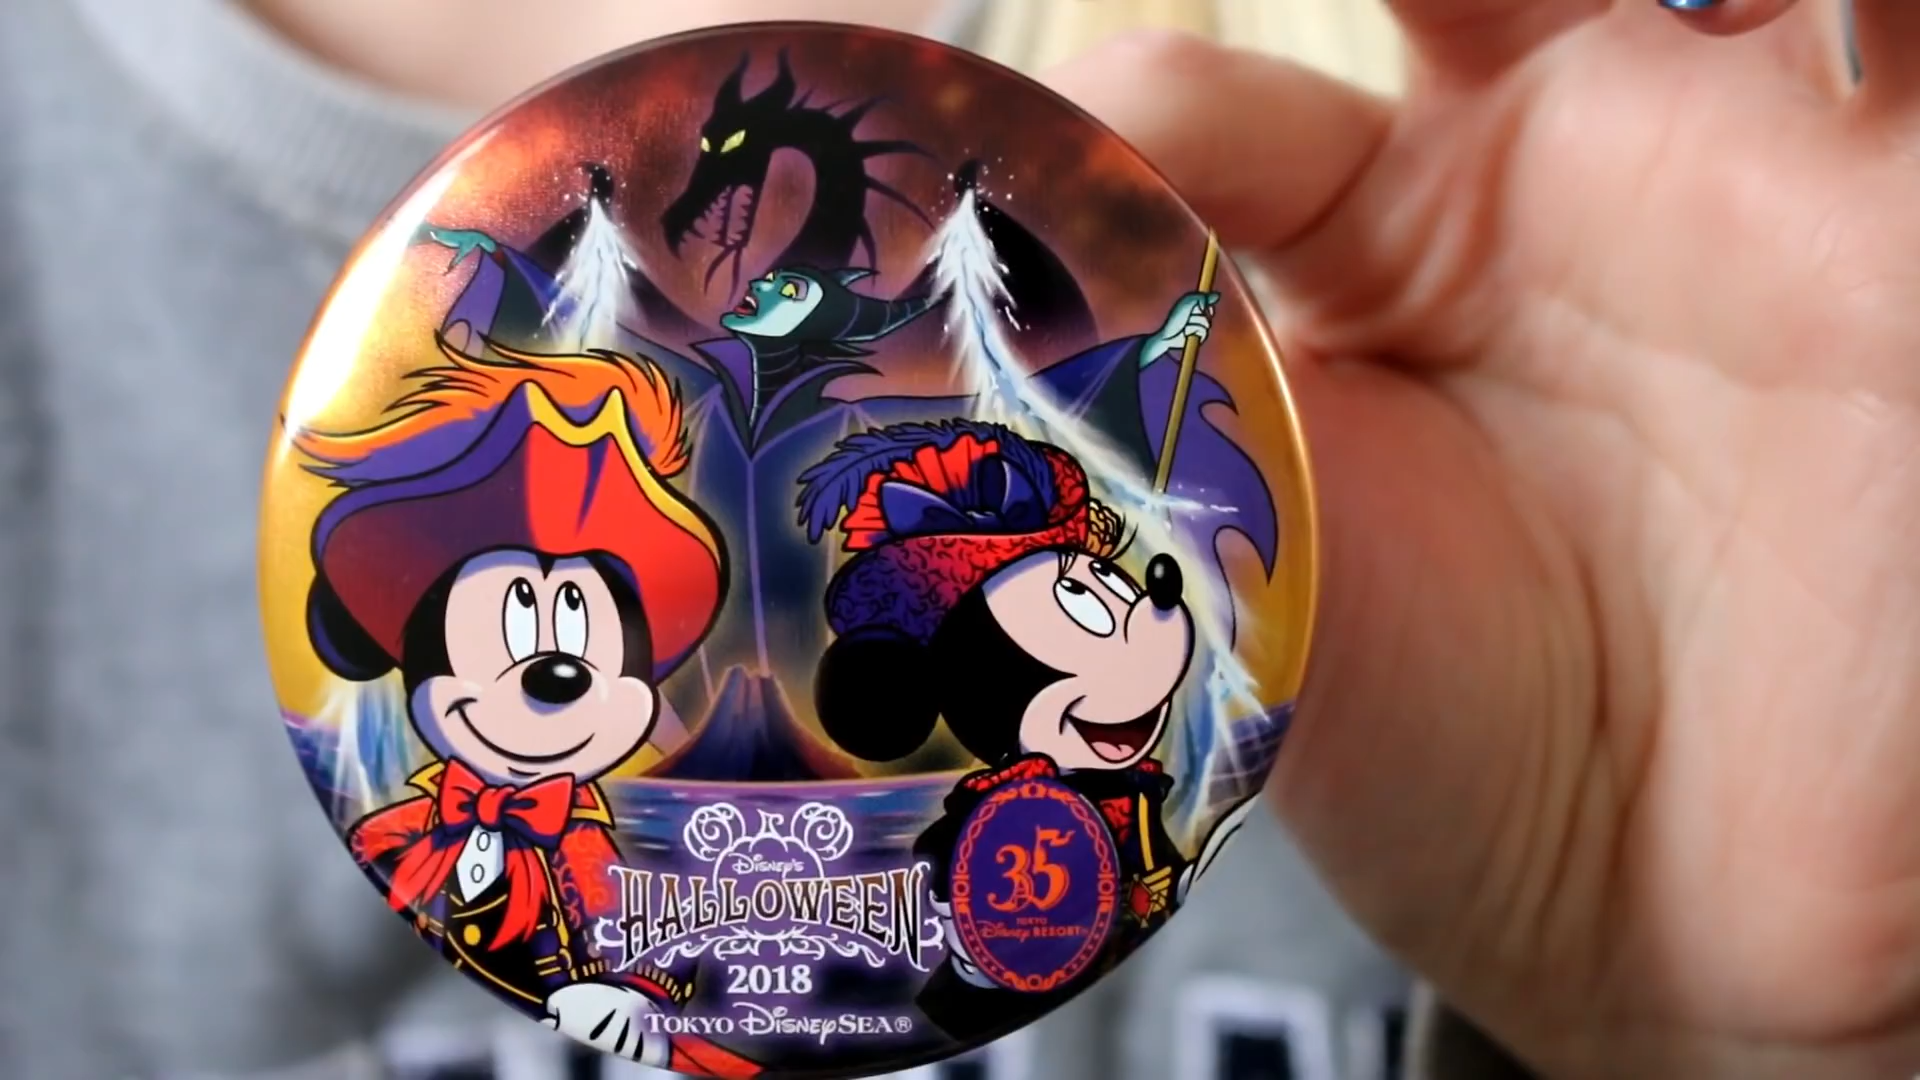 Disney's
HALLOWEEN
2018
TOKYO DISNEYSEA®
35
TOKYO
Disney RESORT®